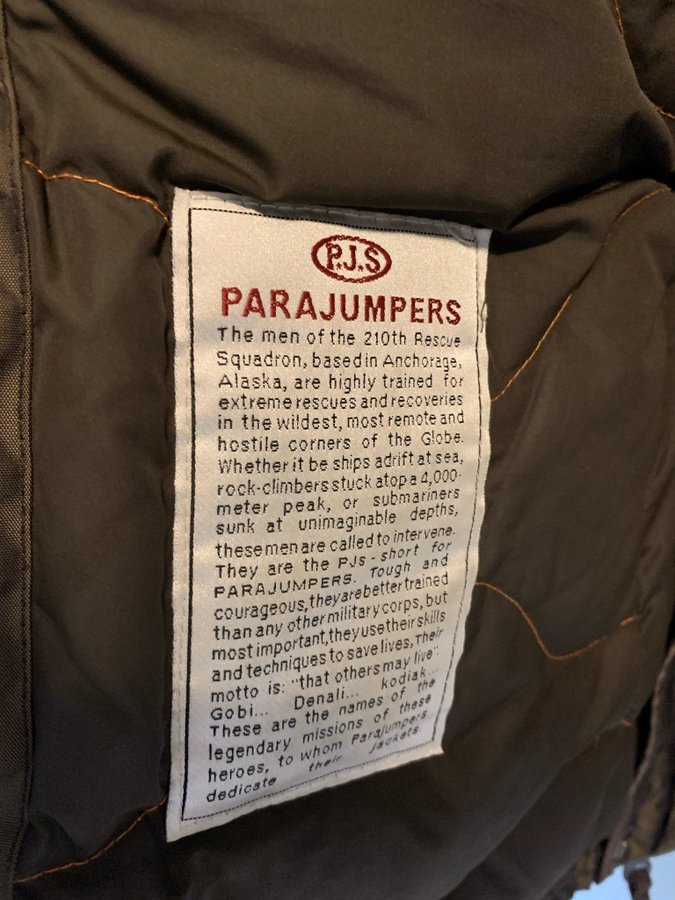 P.J.S
PARAJUMPERS
The men of the 210th Rescue
Squadron, based in Anchorage,
Alaska, are highly trained for
extreme rescues and recoveries
in the wildest, most remote and
hostile corners of the Globe.
Whether it be ships adrift at sea,
rock-climbers stuck atop a 4,000-
meter peak, or submariners
sunk at unimaginable depths,
these men are called to intervene.
They are the PJs - short for
PARAJUMPERS. Tough and
courageous, they are better trained
than any other military corps, but
most important, they use their skills
and techniques to save lives, Their
motto is: "that others may live".
Gobi... Denali... kodiak...
These are the names of the
legendary missions of these
heroes, to whom Parajumpers
dedicate their jackets.